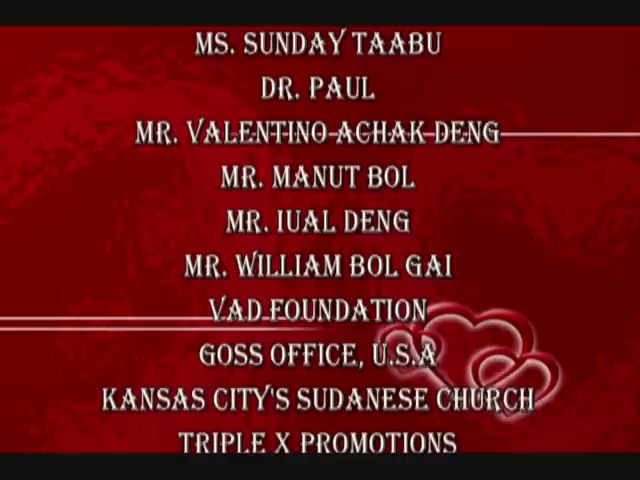 MS. SUNDAY TAABU
DR. PAUL
MR. VALENTINO ACHAK DENG
MR. MANUT BOL
MR. IUAL DENG
MR. WILLIAM BOL GAI
VAD FOUNDATION
GOSS OFFICE, U.S.A
KANSAS CITY'S SUDANESE CHURCH
TRIPLE X PROMOTIONS